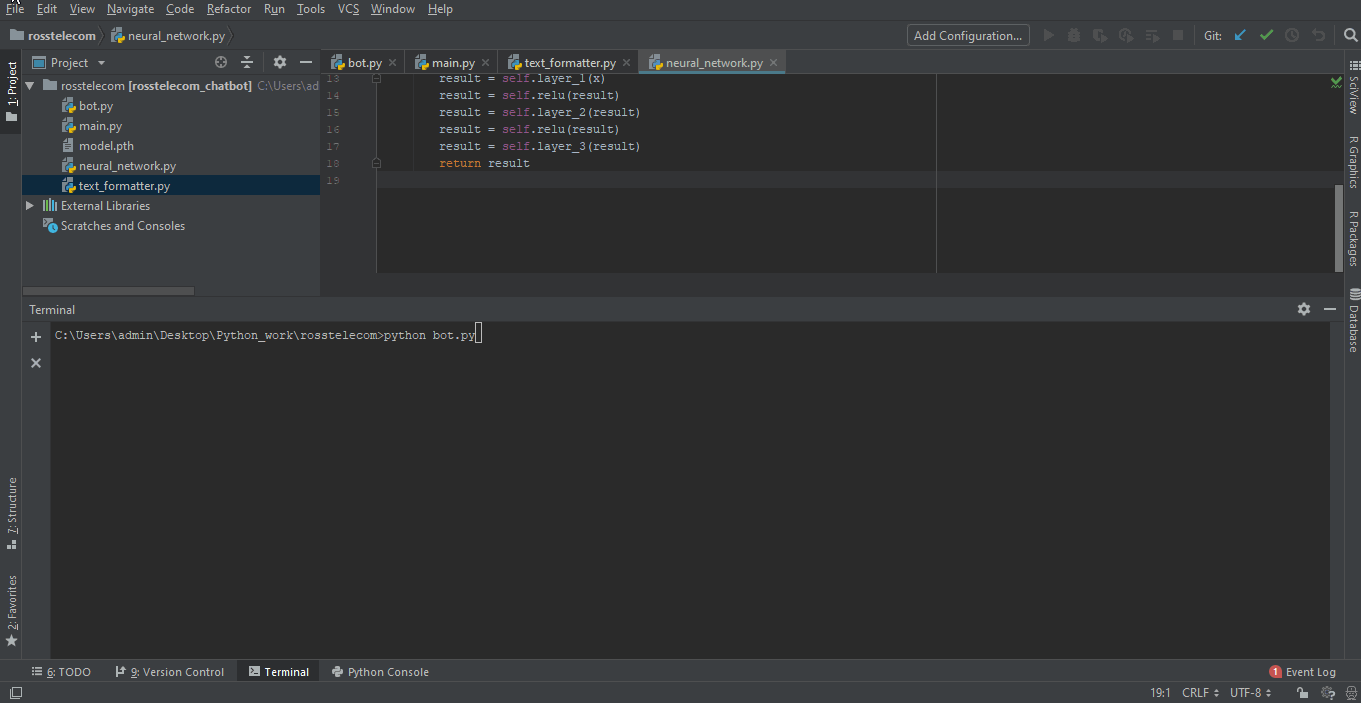 File Edit View Navigate Code Refactor Run Tools VCS Window Help
rosstelecom neural_network.py Add Configuration... Git:
1: Project
Project
rosstelecom [rosstelecom_chatbot] C:\Users\ad
bot.py
main.py
model.pth
neural_network.py
text_formatter.py
External Libraries
Scratches and Consoles
bot.py main.py text_formatter.py neural_network.py
13 result = self.layer_1(x)
14 result = self.relu(result)
15 result = self.layer_2(result)
16 result = self.relu(result)
17 result = self.layer_3(result)
18 return result
19
SciView
R Graphics
R Packages
Database
Terminal
C:\Users\admin\Desktop\Python_work\rosstelecom>python bot.py
7: Structure
2: Favorites
6: TODO 9: Version Control Terminal Python Console 1 Event Log
19:1 CRLF UTF-8